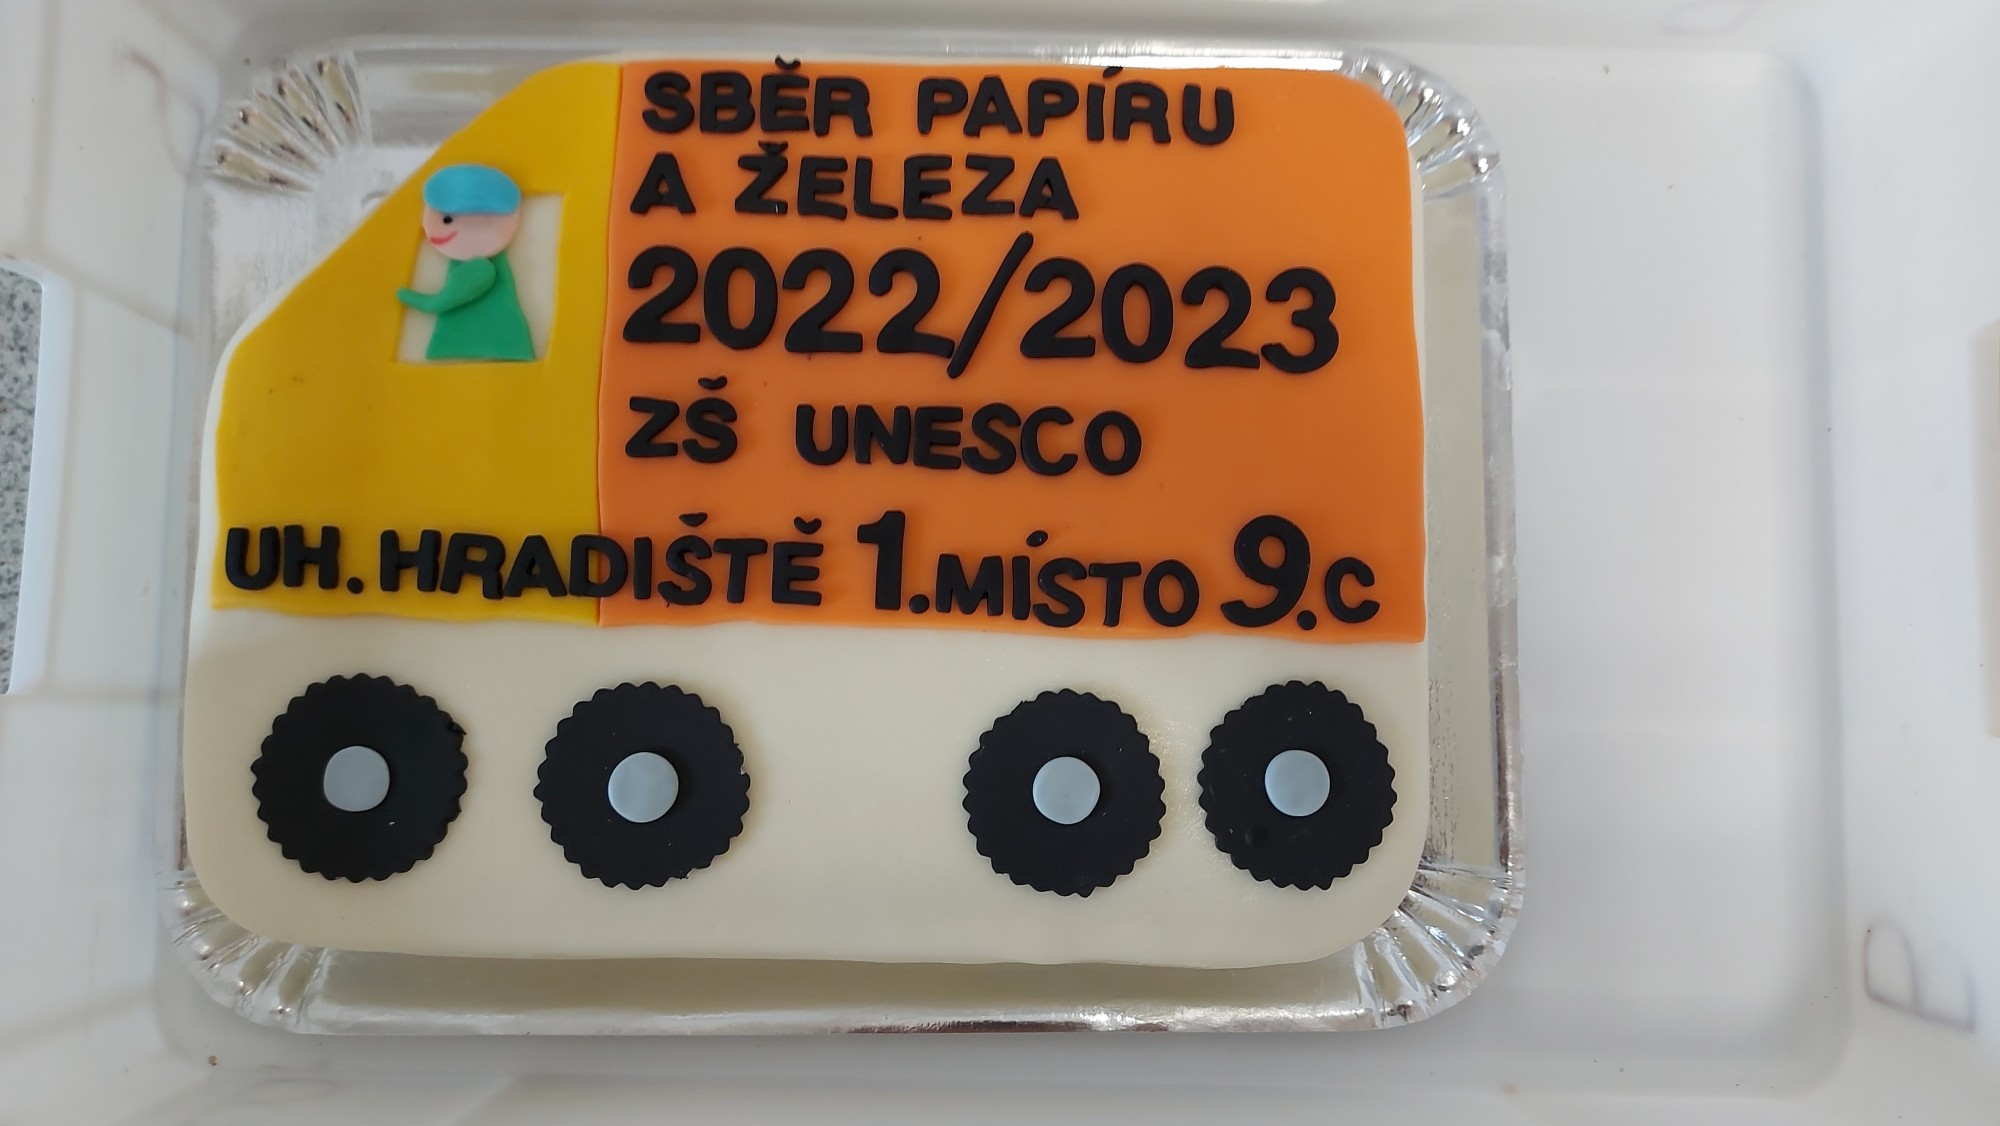 SBĚR PAPÍRU
A ŽELEZA
2022/2023
ZŠ UNESCO
UH. HRADIŠTĚ 1. MÍSTO 9.C